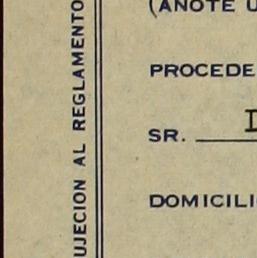 (ANOTE U
PROCEDE
SR. I
DOMICILI
UJECION AL REGLAMENTO